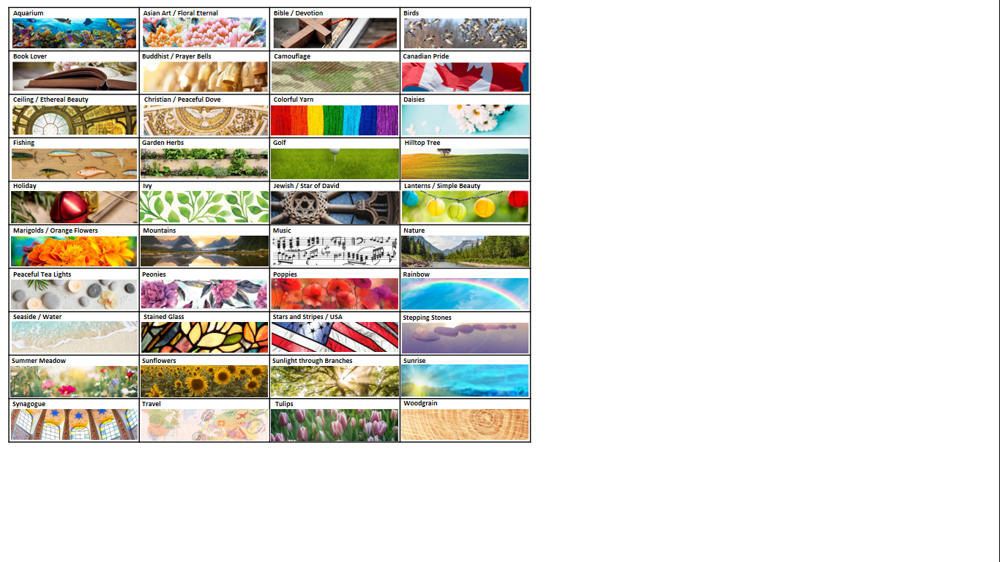 Aquarium
Asian Art / Floral Eternal
Bible / Devotion
Birds
Book Lover
Buddhist / Prayer Bells
Camouflage
Canadian Pride
Ceiling / Ethereal Beauty
Christian / Peaceful Dove
Colorful Yarn
Daisies
Fishing
Garden Herbs
Golf
Hilltop Tree
Holiday
Ivy
Jewish / Star of David
Lanterns / Simple Beauty
Marigolds / Orange Flowers
Mountains
Music
Nature
Peaceful Tea Lights
Peonies
Poppies
Rainbow
Seaside / Water
Stained Glass
Stars and Stripes / USA
Stepping Stones
Summer Meadow
Sunflowers
Sunlight through Branches
Sunrise
Synagogue
Travel
Tulips
Woodgrain